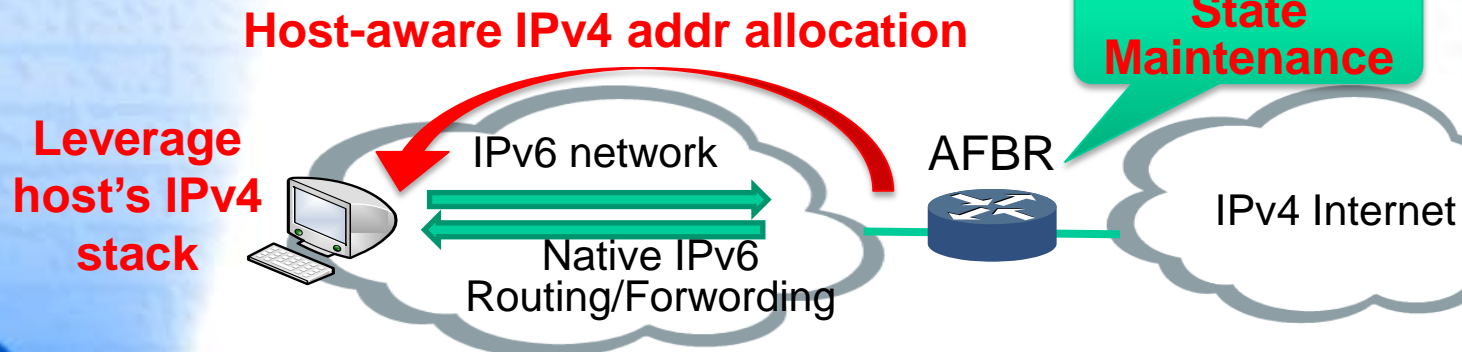 Host-aware IPv4 addr allocation
State
Maintenance
Leverage
host's IPv4
stack
IPv6 network
AFBR
IPv4 Internet
Native IPv6
Routing/Forwording